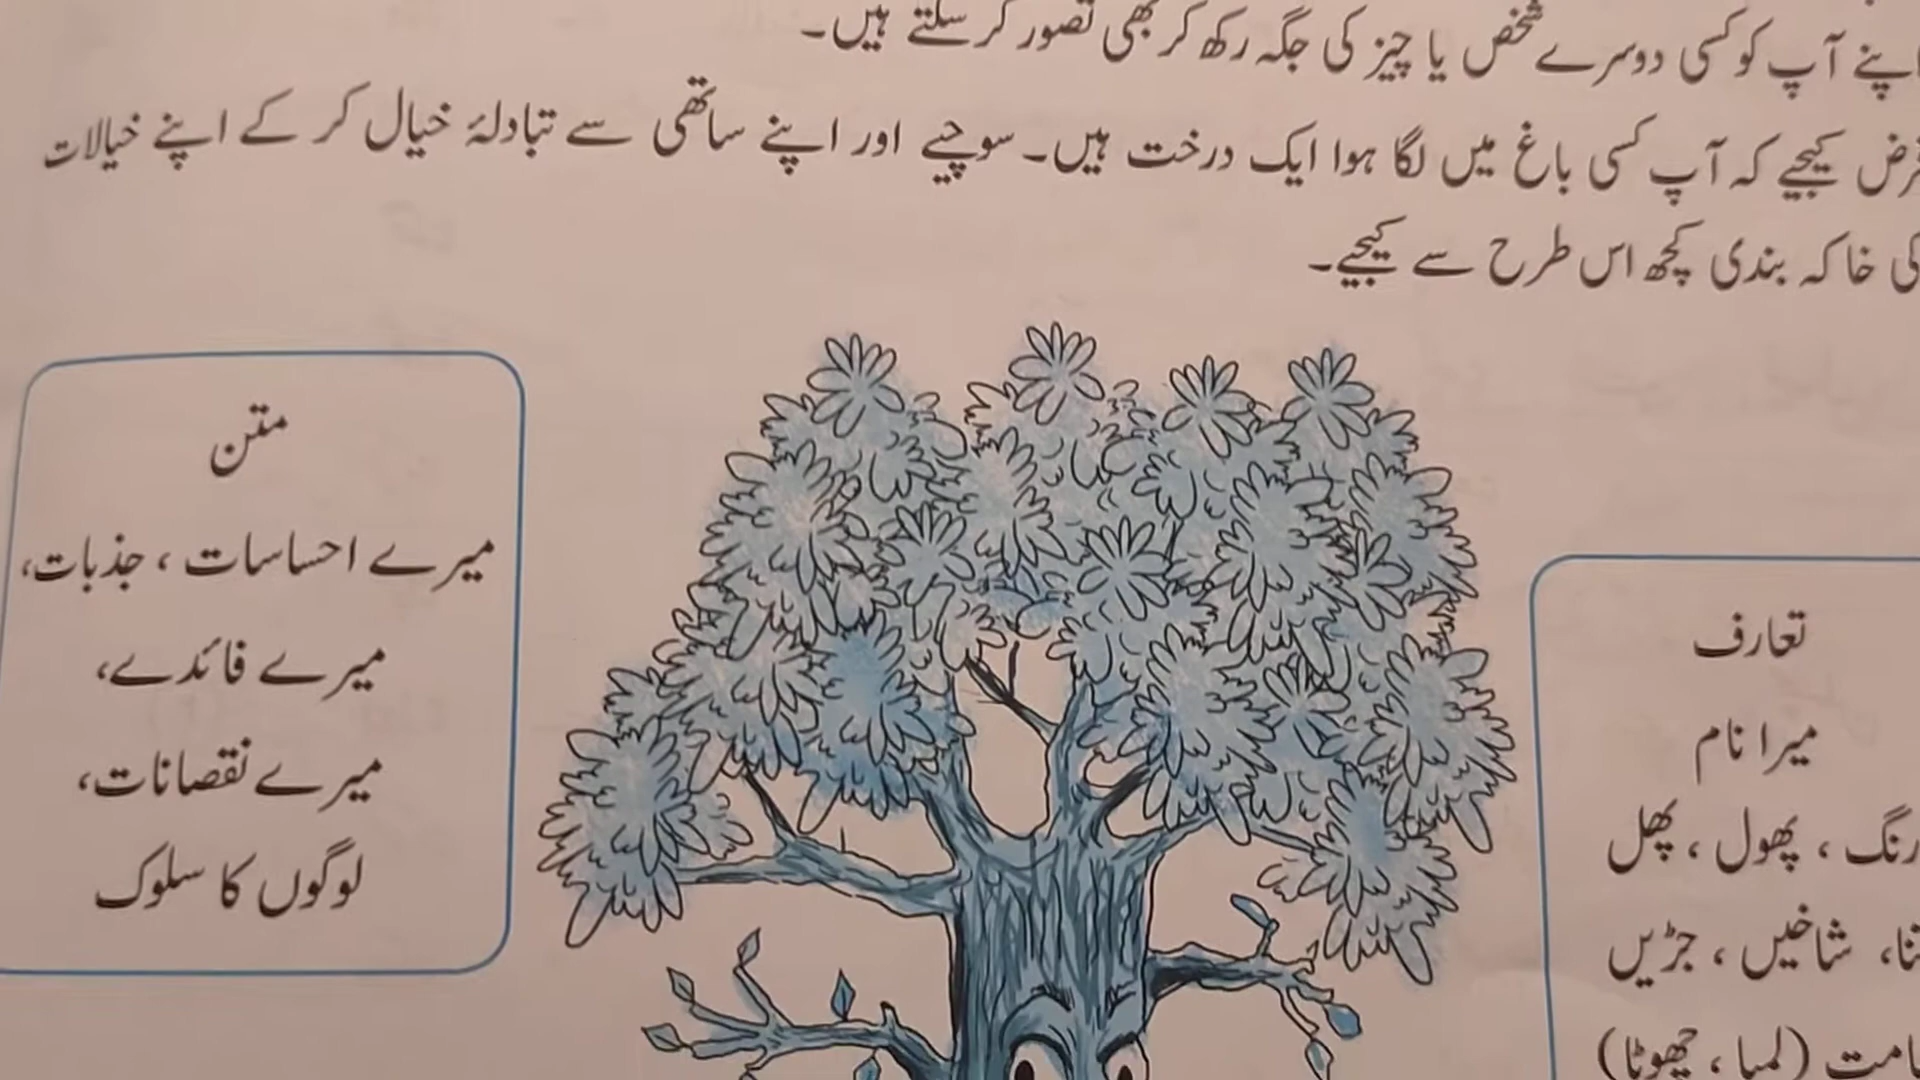 اپنے آپ کو کسی دوسرے شخص یا چیز کی جگہ رکھ کر بھی تصور کر سکتے ہیں۔
فرض کیجیے کہ آپ کسی باغ میں لگا ہوا ایک درخت ہیں۔ سوچیے اور اپنے ساتھی سے تبادلۂ خیال کر کے اپنے خیالات
کی خاکہ بندی کچھ اس طرح سے کیجیے۔
تعارف
میرا نام
رنگ ، پھول ، پھل
تنا، شاخیں ، جڑیں
(لمبا ، چھوٹا)
متن
میرے احساسات ، جذبات،
میرے فائدے،
میرے نقصانات،
لوگوں کا سلوک